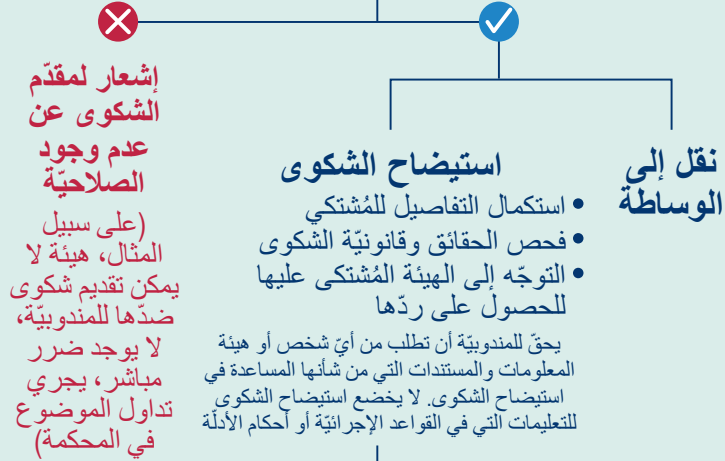 نقل إلى
الوساطة
استيضاح الشكوى
• استكمال التفاصيل للمُشتكي
• فحص الحقائق وقانونيّة الشكوى
• التوجّه إلى الهيئة المُشتكى عليها
للحصول على ردّها
يحقّ للمندوبيّة أن تطلب من أيّ شخص أو هيئة
المعلومات والمستندات التي من شأنها المساعدة في
استيضاح الشكوى. لا يخضع استيضاح الشكوى
للتعليمات التي في القواعد الإجرائيّة أو أحكام الأدلّة
إشعار لمقدّم
الشكوى عن
عدم وجود
الصلاحيّة
(على سبيل
المثال، هيئة لا
يمكن تقديم شكوى
ضدّها للمندوبيّة،
لا يوجد ضرر
مباشر، يجري
تداول الموضوع
في المحكمة)